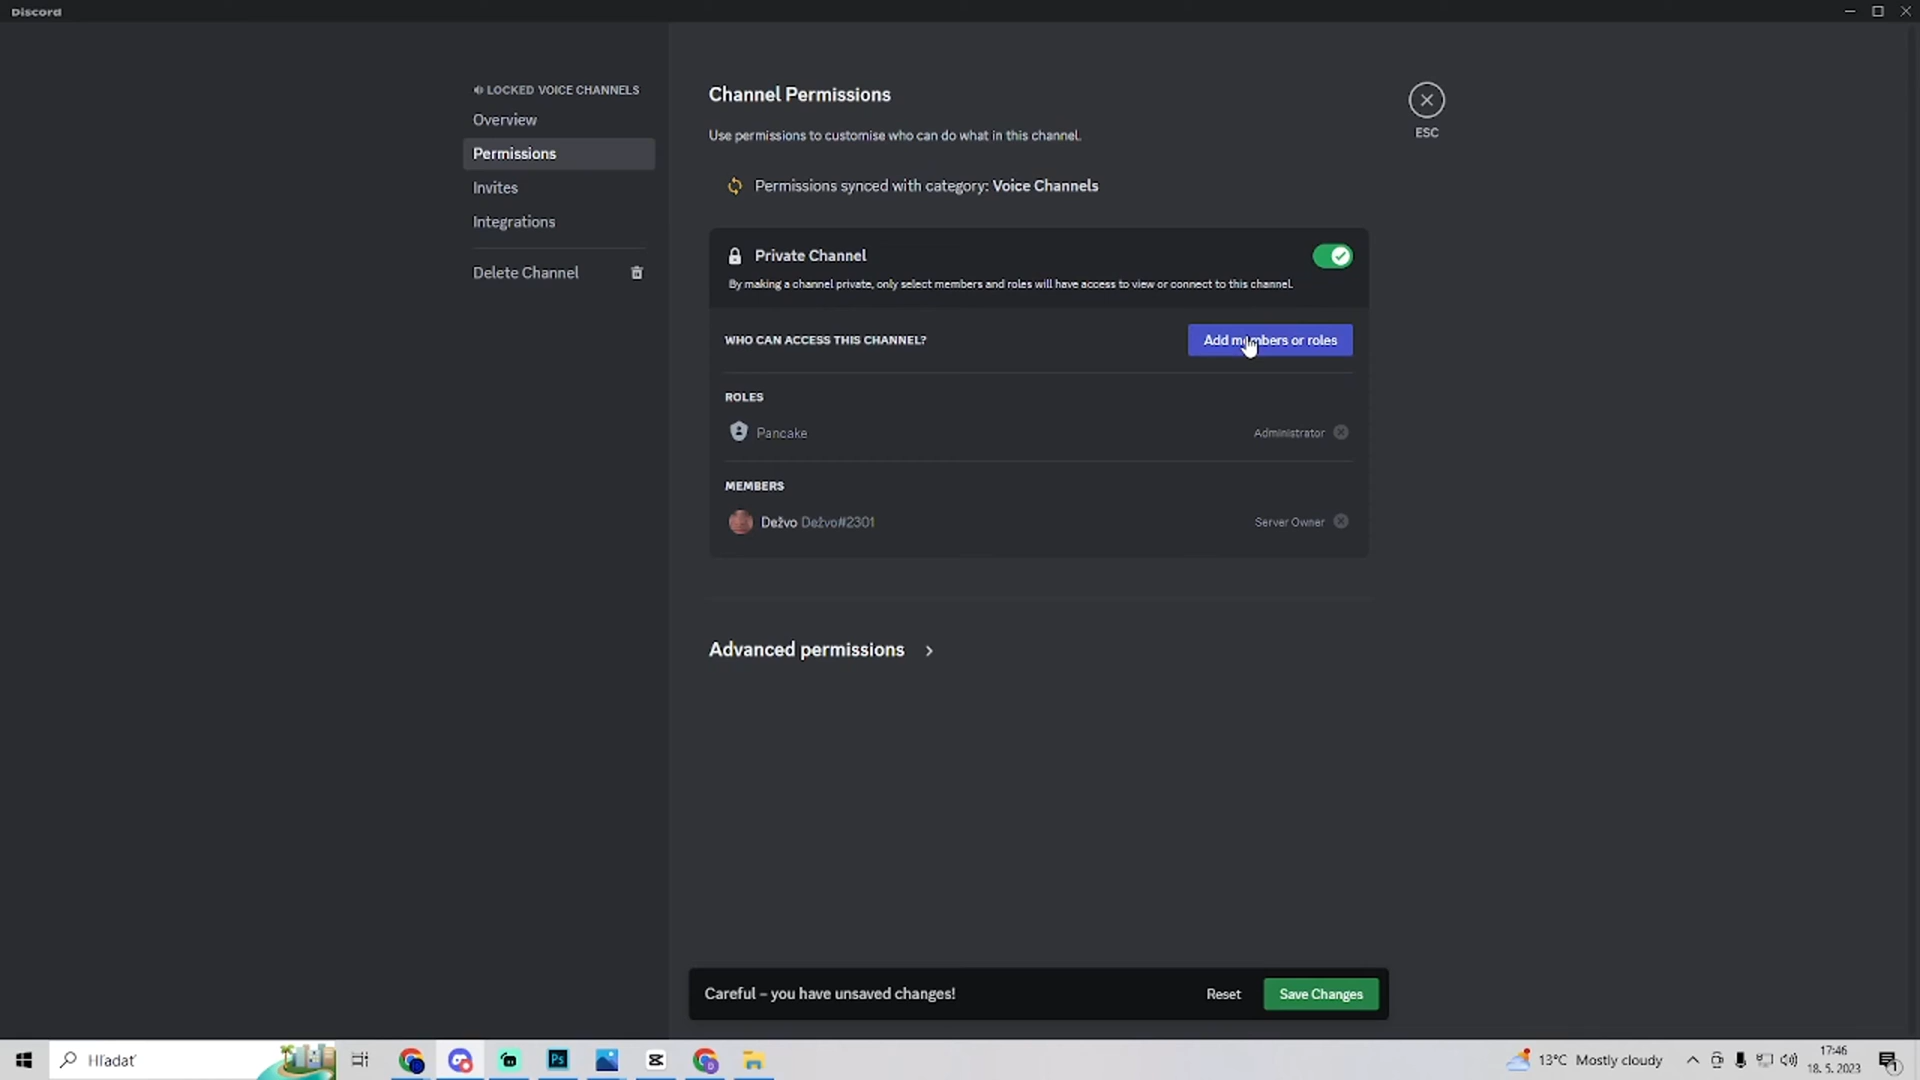 Discord
LOCKED VOICE CHANNELS
Overview
Permissions
Invites
Integrations
Delete Channel
Channel Permissions
ESC
Use permissions to customise who can do what in this channel.
Permissions synced with category: Voice Channels
Private Channel
By making a channel private, only select members and roles will have access to view or connect to this channel.
WHO CAN ACCESS THIS CHANNEL?
Add members or roles
ROLES
Pancake
Administrator
MEMBERS
Dežvo Dežvo#2301
Server Owner
Advanced permissions
Careful – you have unsaved changes!
Reset
Save Changes
Hľadať
Ps
D
13°C Mostly cloudy
17:46
18. 5. 2023
1